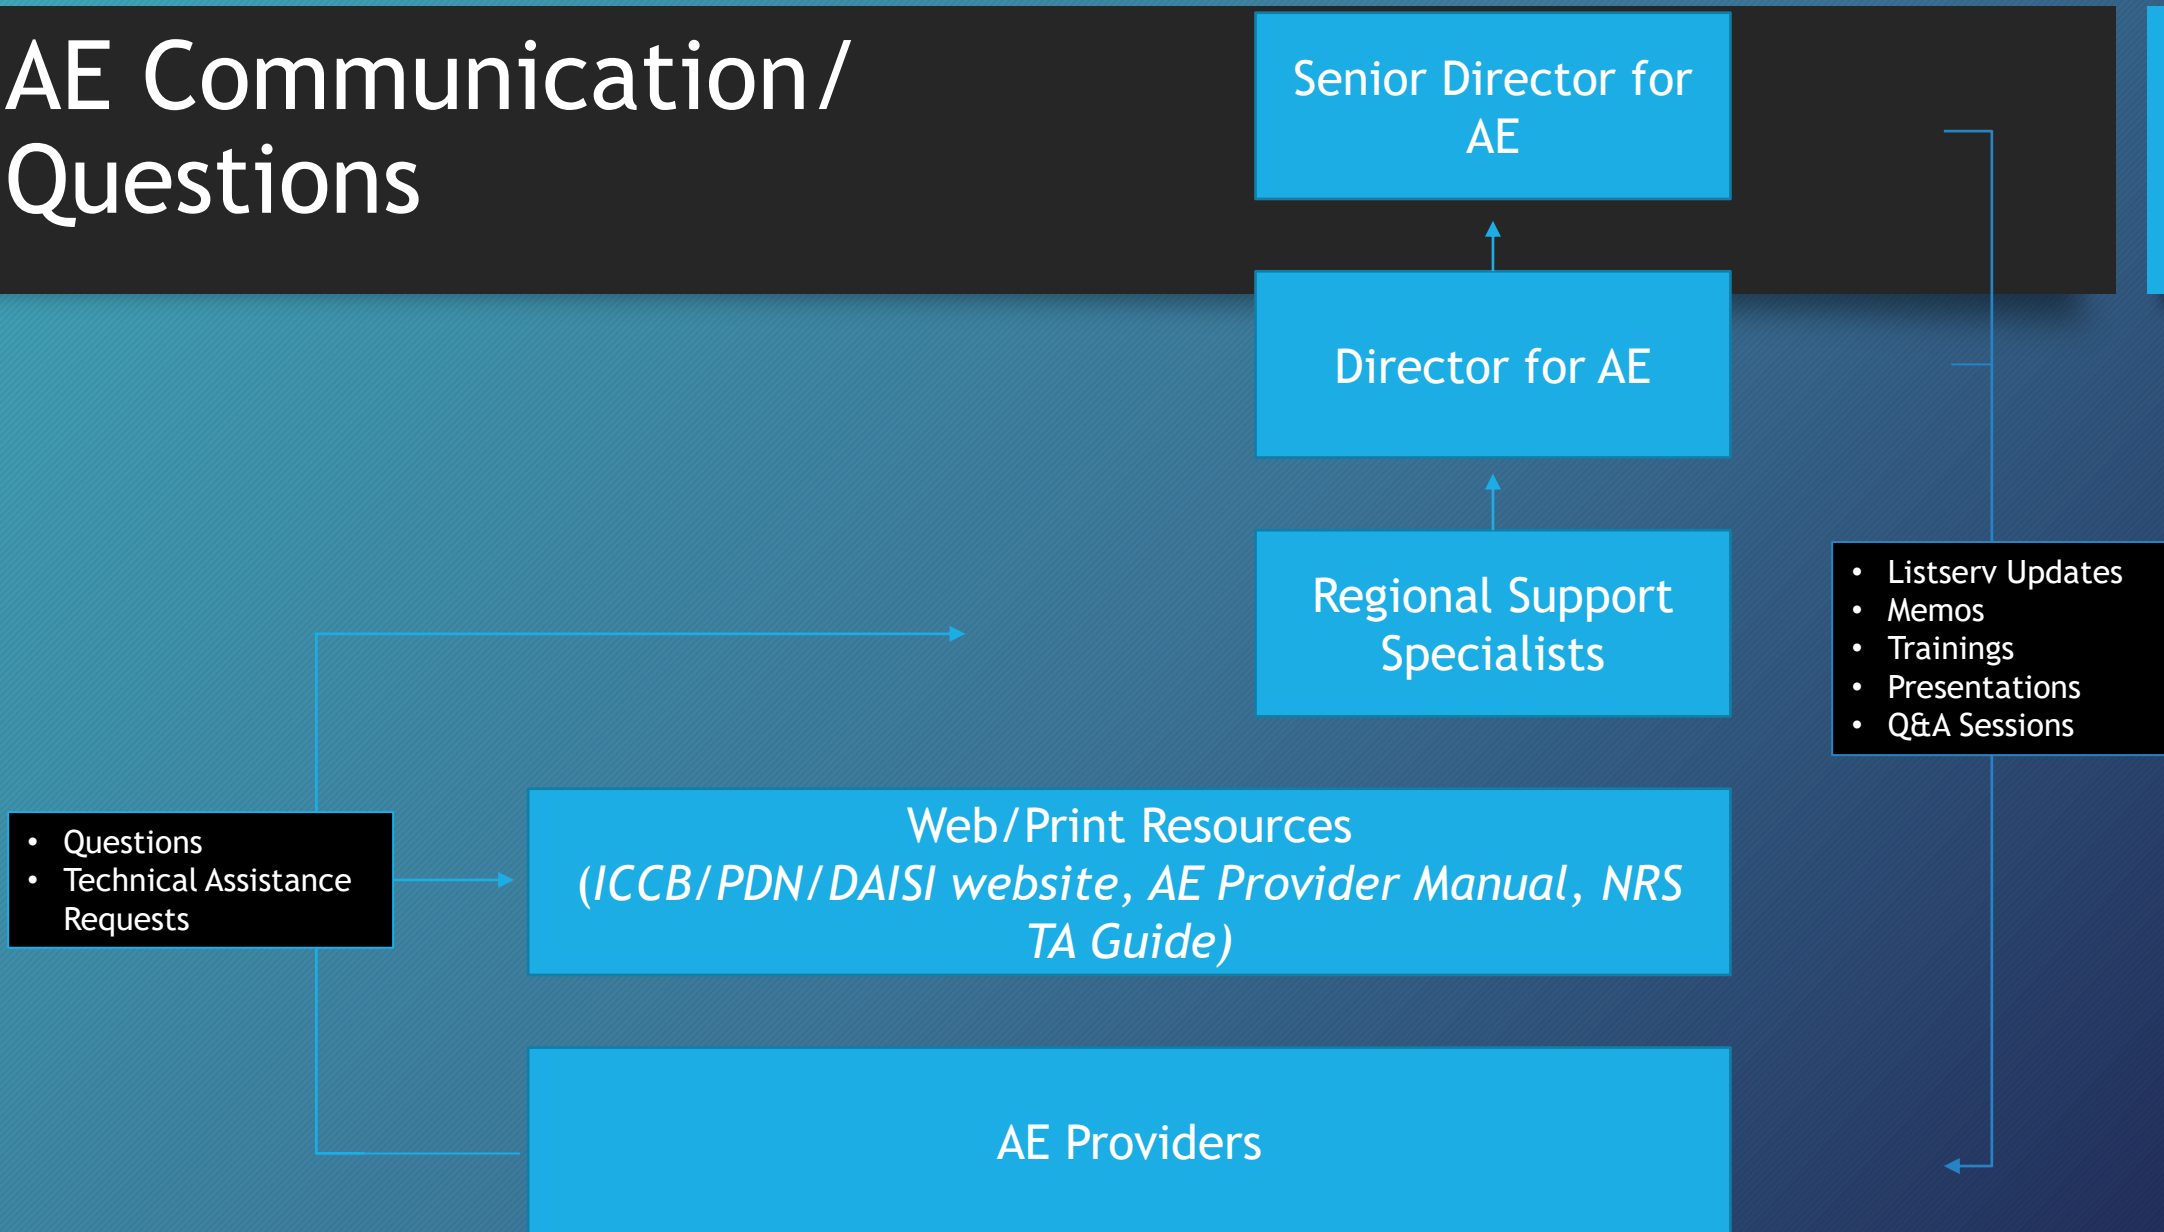 AE Communication/
Questions
Senior Director for
AE
Director for AE
Regional Support
Specialists
• Listserv Updates
• Memos
• Trainings
• Presentations
• Q&A Sessions
• Questions
• Technical Assistance
Requests
Web/Print Resources
(ICCB/PDN/DAISI website, AE Provider Manual, NRS
TA Guide)
AE Providers